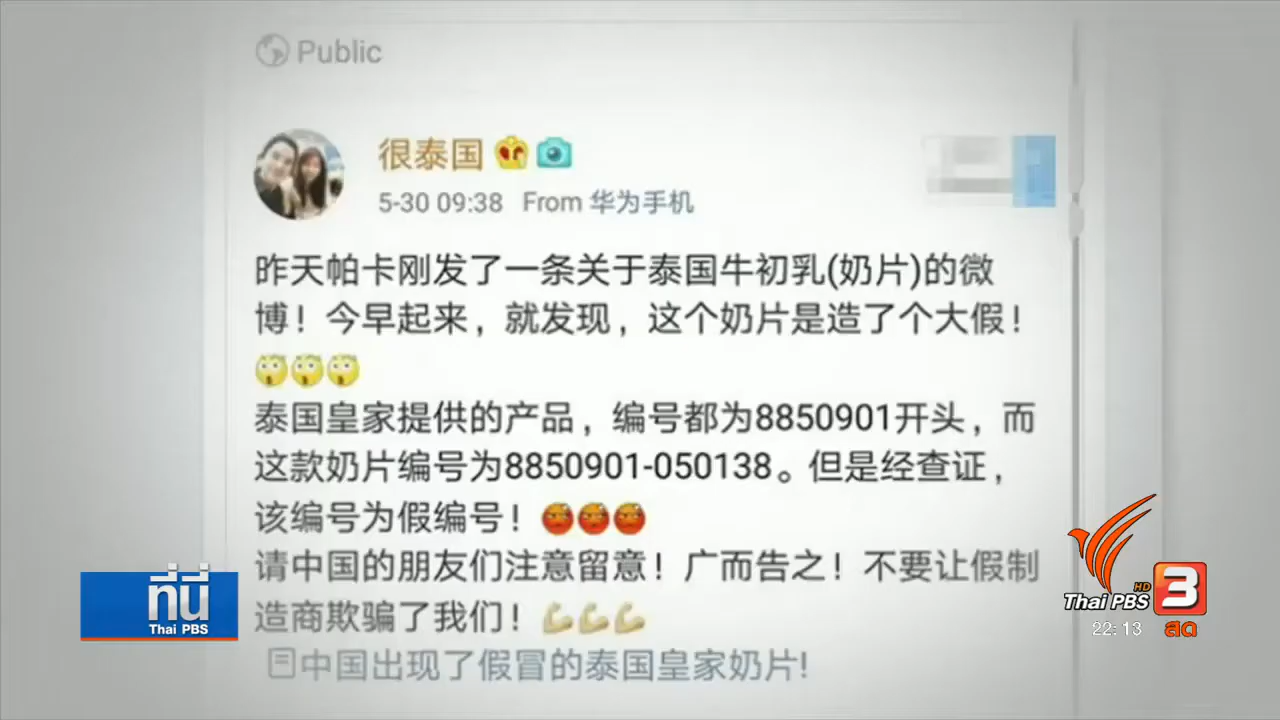 Public
很泰国
5-30 09:38 From 华为手机
昨天帕卡刚发了一条关于泰国牛初乳(奶片)的微
博！今早起来，就发现，这个奶片是造了个大假！
泰国皇家提供的产品，编号都为8850901开头，而
这款奶片编号为8850901-050138。但是经查证，
该编号为假编号！
请中国的朋友们注意留意！广而告之！不要让假制
造商欺骗了我们！
中国出现了假冒的泰国皇家奶片!
ที่นี่
Thai PBS
HD
Thai PBS 3
22:13 สด